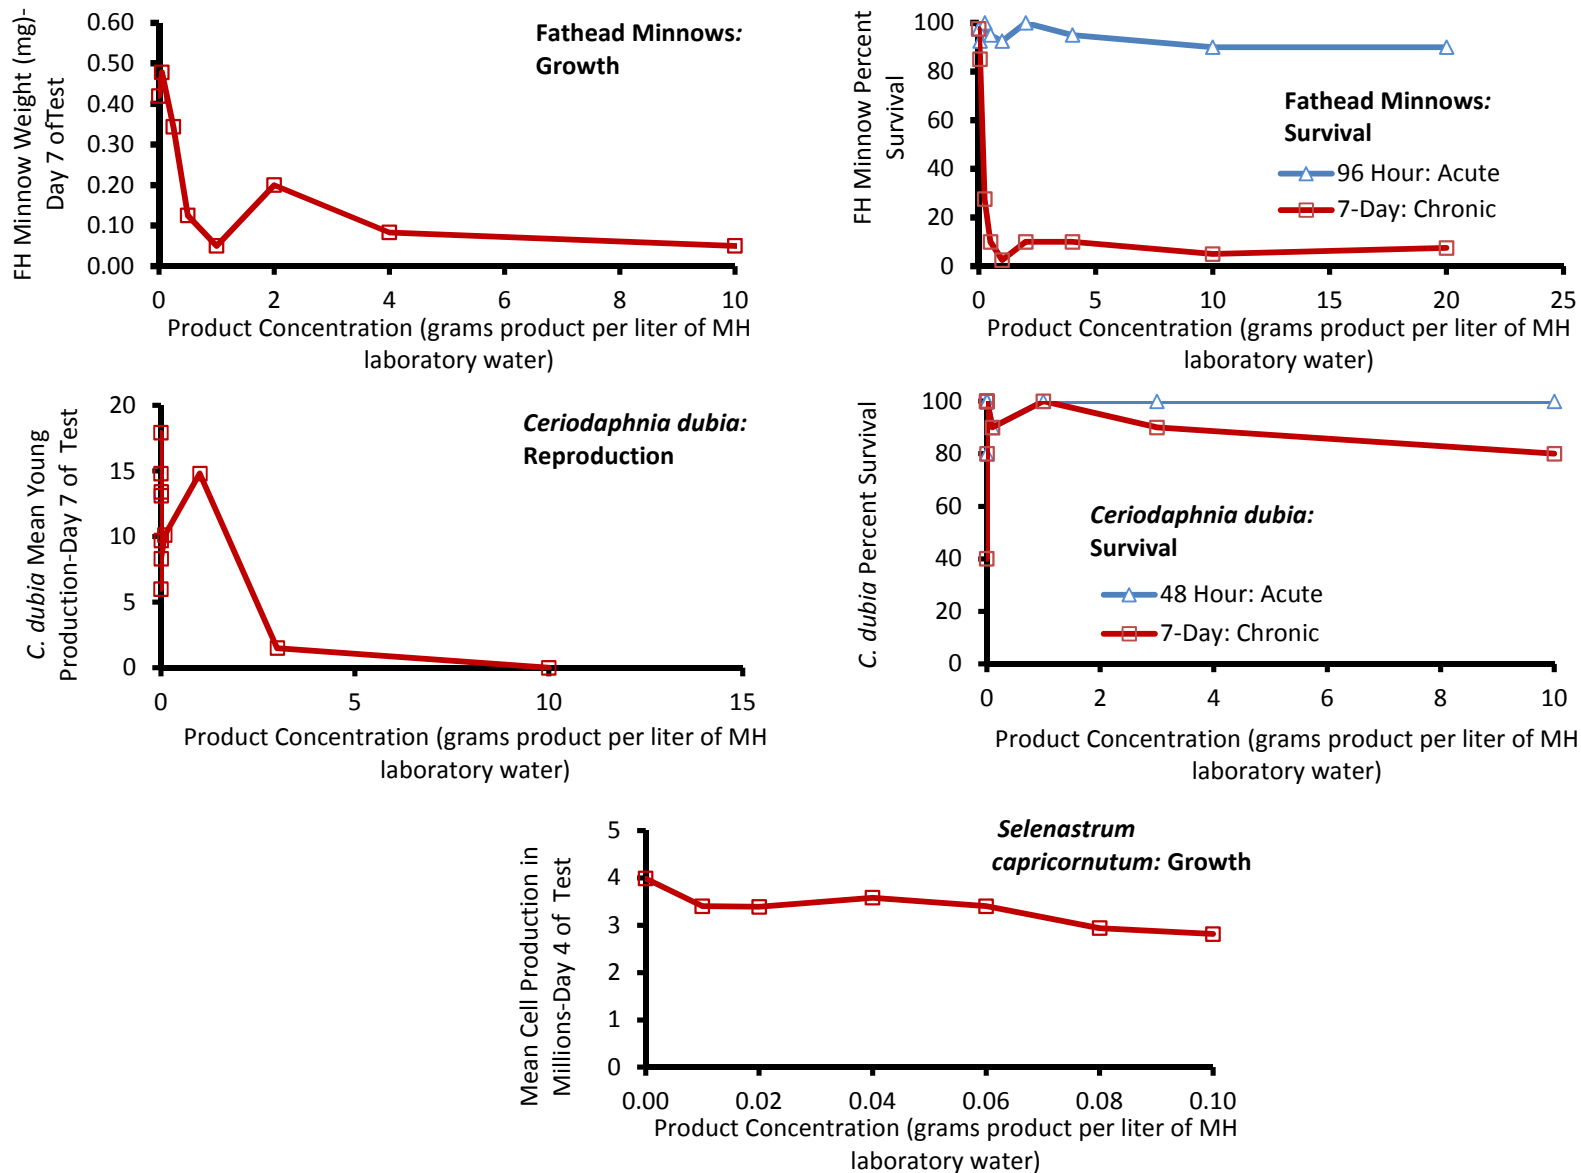 FH Minnow Weight (mg)-
Day 7 ofTest
0.60
0.50
0.40
0.30
0.20
0.10
0.00
0 2 4 6 8 10
Fathead Minnows:
Growth
Product Concentration (grams product per liter of MH
laboratory water)
FH Minnow Percent
Survival
100
80
60
40
20
0
0 5 10 15 20 25
Fathead Minnows:
Survival
96 Hour: Acute
7-Day: Chronic
Product Concentration (grams product per liter of MH
laboratory water)
C. dubia Mean Young
Production-Day 7 of Test
20
15
10
5
0
0 5 10 15
Ceriodaphnia dubia:
Reproduction
Product Concentration (grams product per liter of MH
laboratory water)
C. dubia Percent Survival
100
80
60
40
20
0
0 2 4 6 8 10
Ceriodaphnia dubia:
Survival
48 Hour: Acute
7-Day: Chronic
Product Concentration (grams product per liter of MH
laboratory water)
Mean Cell Production in
Millions-Day 4 of Test
5
4
3
2
1
0
0.00 0.02 0.04 0.06 0.08 0.10
Selenastrum
capricornutum: Growth
Product Concentration (grams product per liter of MH
laboratory water)